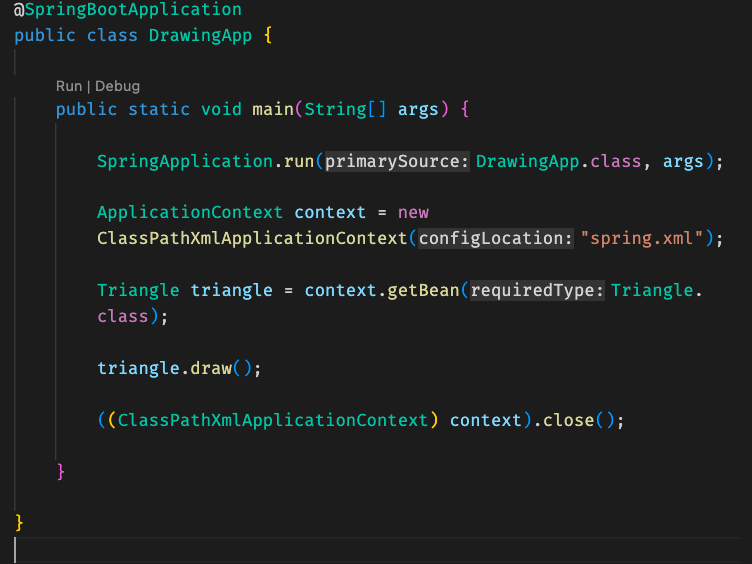 @SpringBootApplication
public class DrawingApp {
Run | Debug
public static void main(String[] args) {
SpringApplication.run(primarySource: DrawingApp.class, args);
ApplicationContext context = new
ClassPathXmlApplicationContext(configLocation: "spring.xml");
Triangle triangle = context.getBean(requiredType: Triangle.
class);
triangle.draw();
((ClassPathXmlApplicationContext) context).close();
}
}